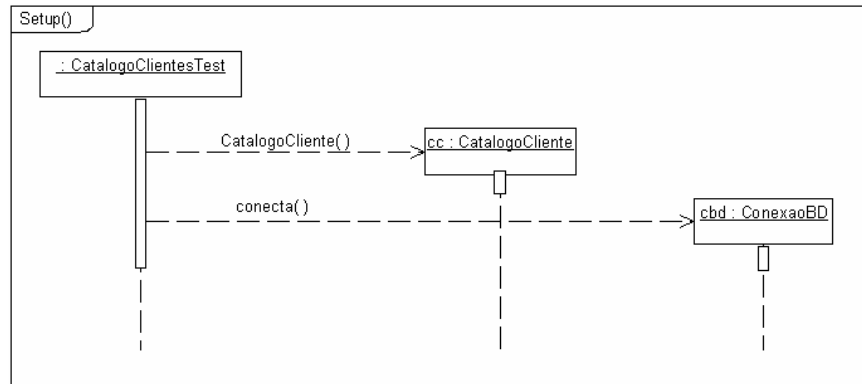 Setup()
: CatalogoClientesTest
CatalogoCliente( )
cc : CatalogoCliente
conecta( )
cbd : ConexaoBD